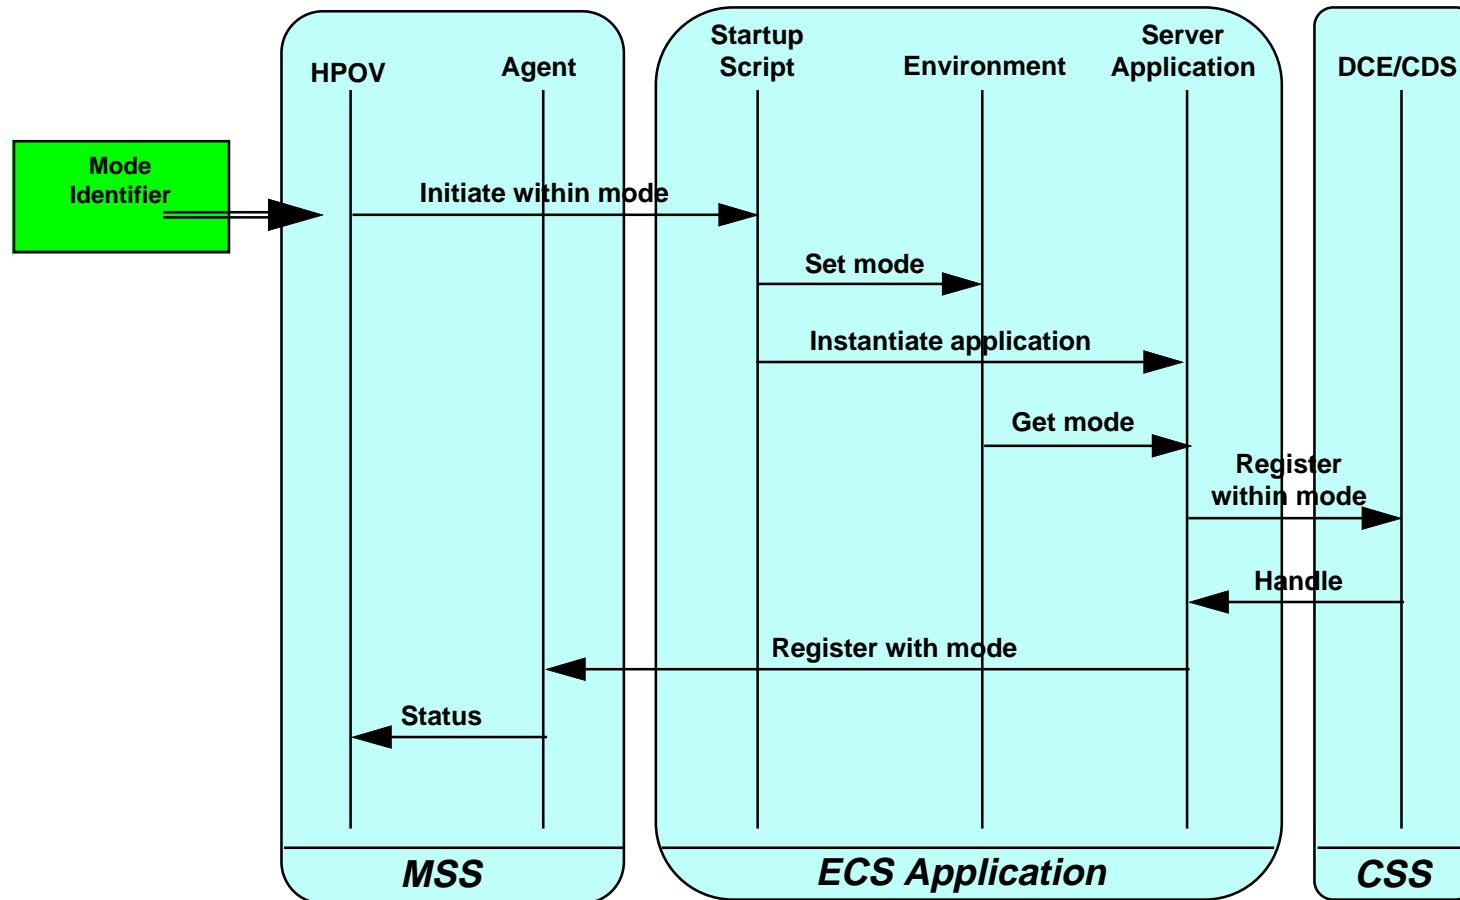 Startup
Script
Server
Application
HPOV
Agent
Environment
DCE/CDS
Mode
Identifier
Initiate within mode
Set mode
Instantiate application
Get mode
Register
within mode
Handle
Register with mode
Status
MSS
ECS Application
CSS